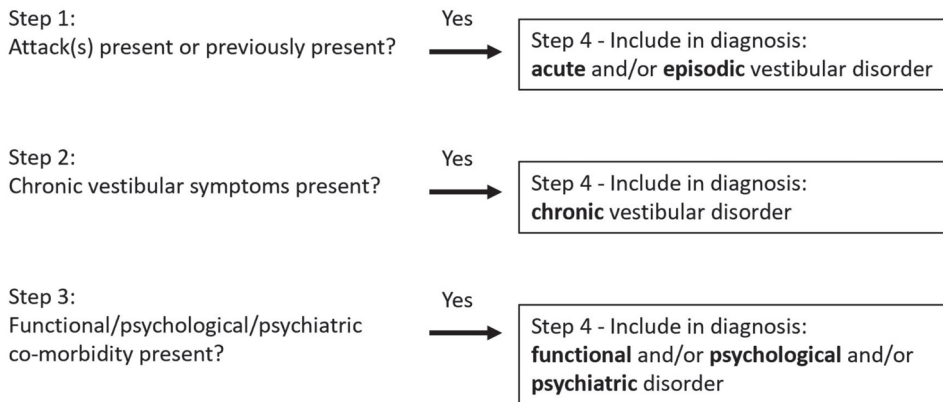 Step 1:
Attack(s) present or previously present?
Yes
Step 4 - Include in diagnosis:
acute and/or episodic vestibular disorder
Step 2:
Chronic vestibular symptoms present?
Yes
Step 4 - Include in diagnosis:
chronic vestibular disorder
Step 3:
Functional/psychological/psychiatric
co-morbidity present?
Yes
Step 4 - Include in diagnosis:
functional and/or psychological and/or
psychiatric disorder